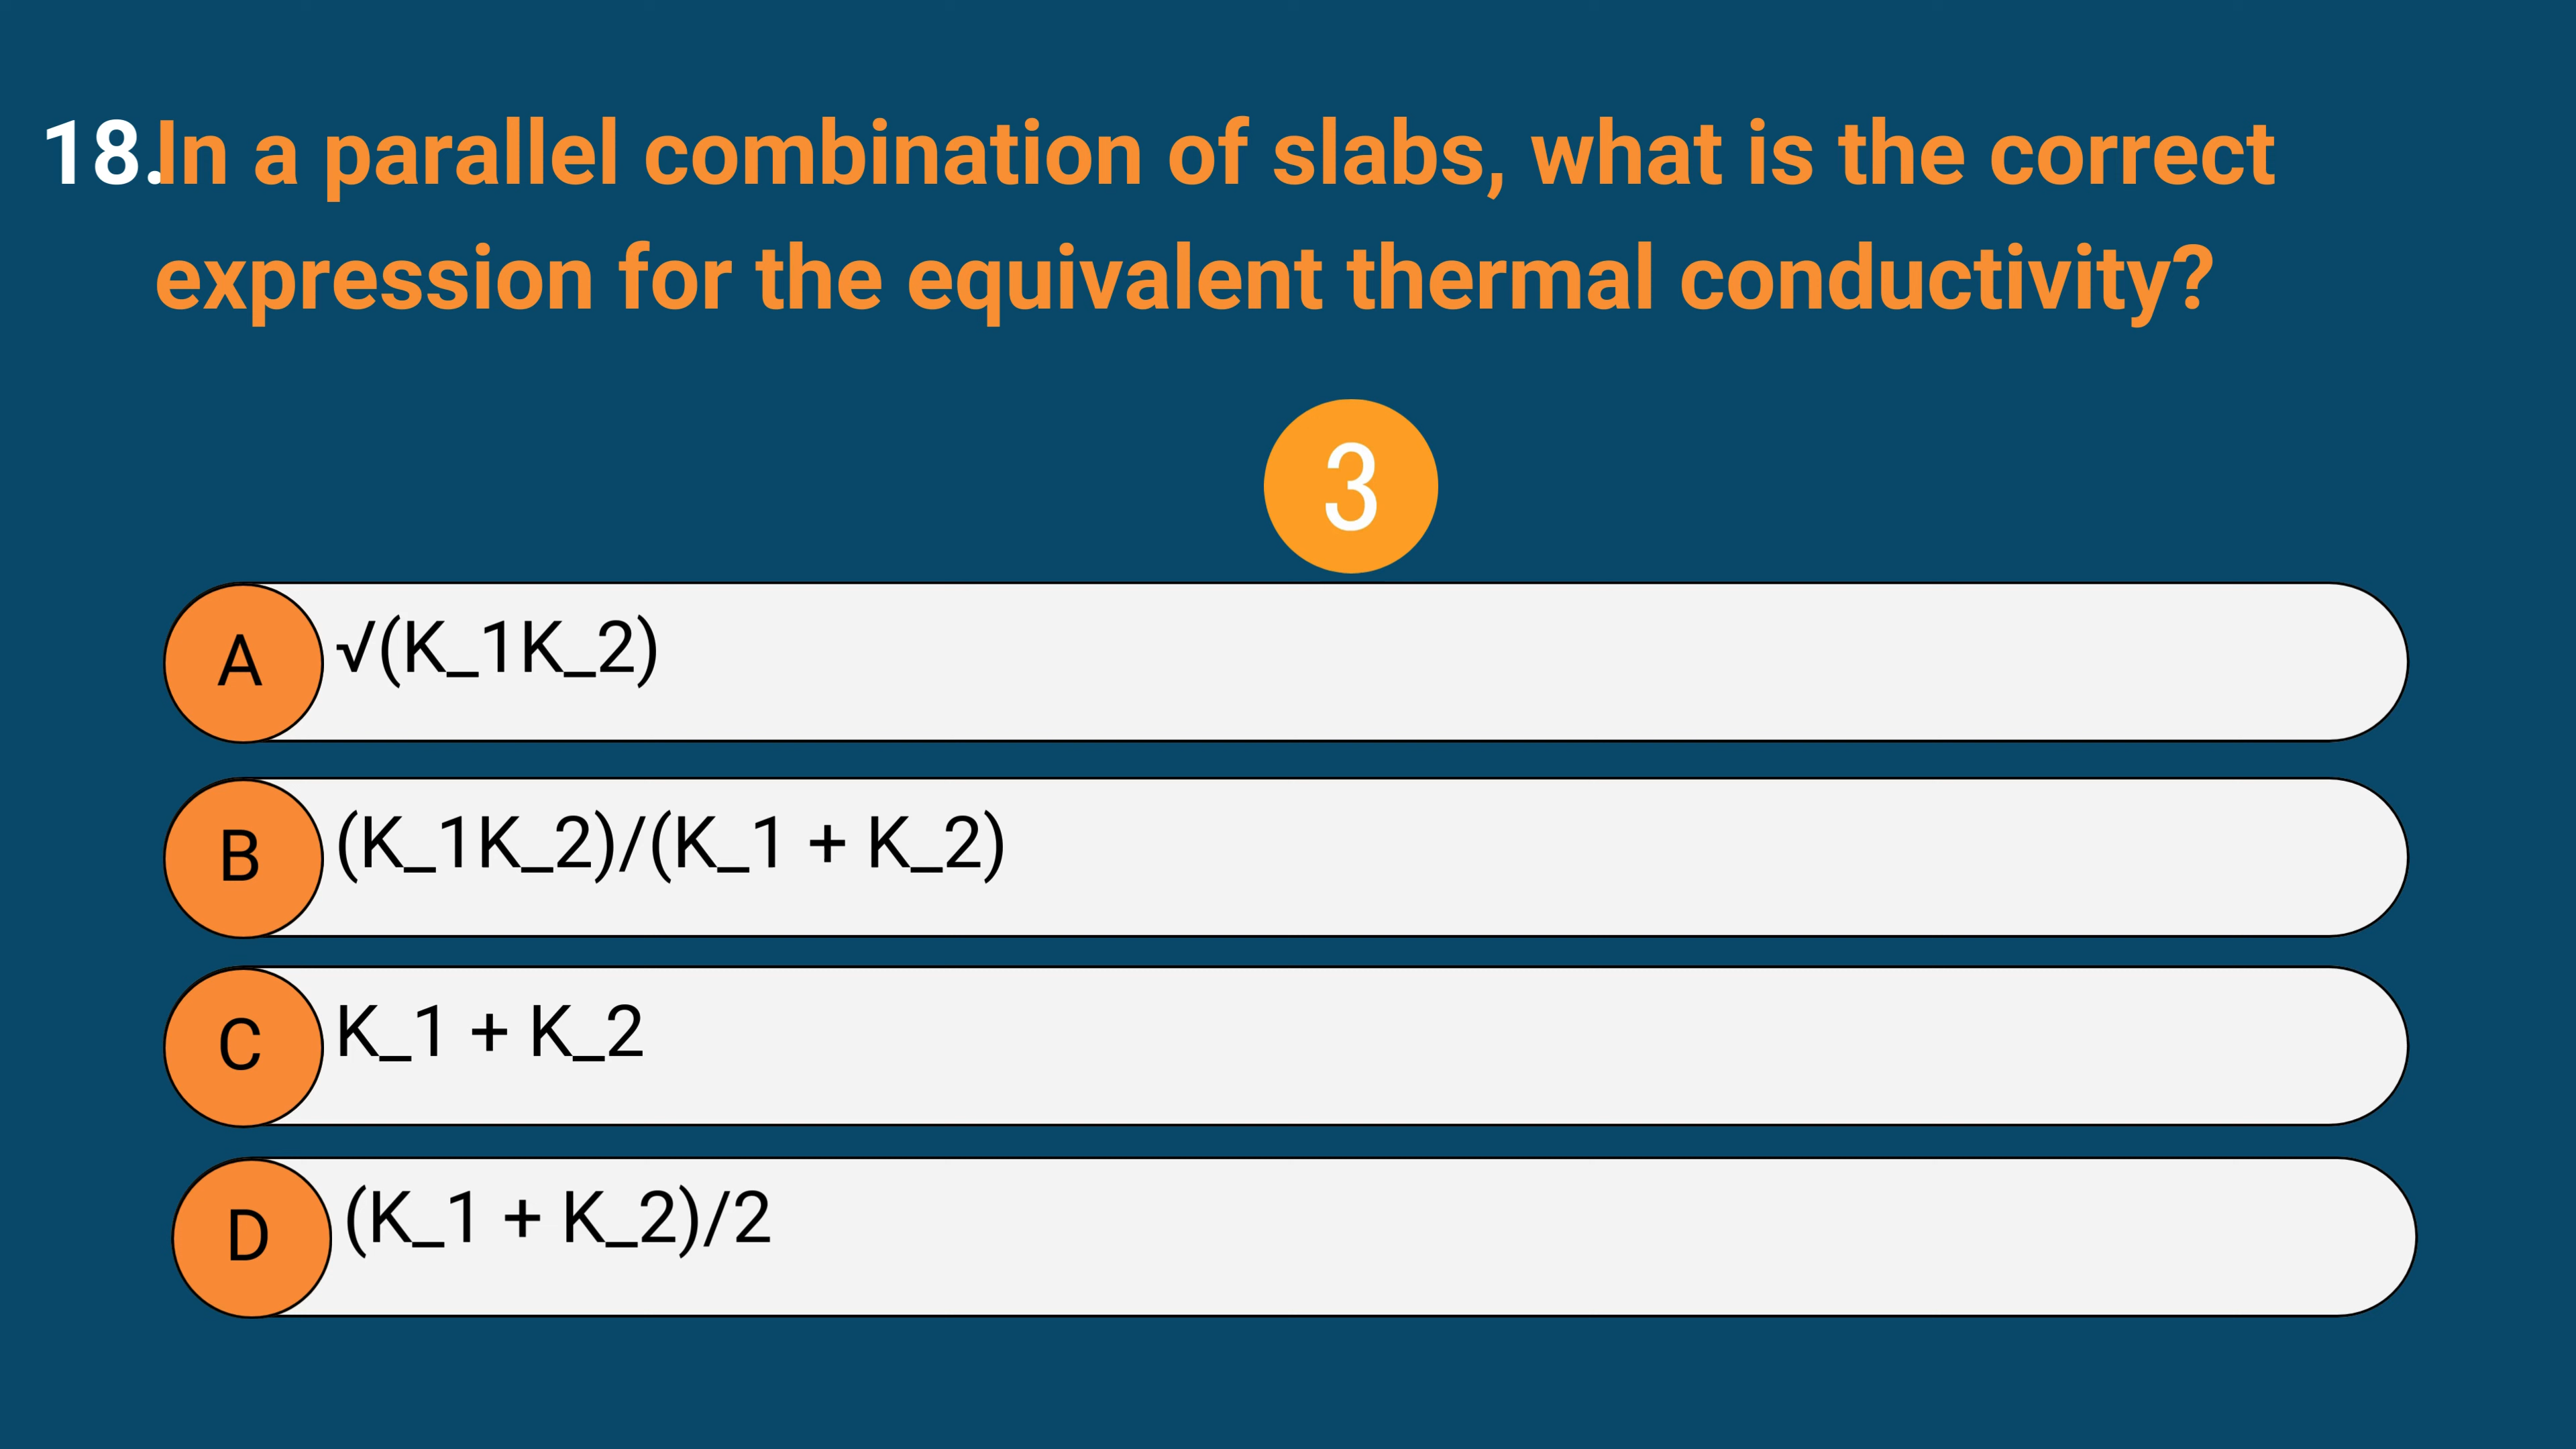 18.In a parallel combination of slabs, what is the correct
expression for the equivalent thermal conductivity?
3
A √(K_1K_2)
B (K_1K_2)/(K_1 + K_2)
C K_1 + K_2
D (K_1 + K_2)/2